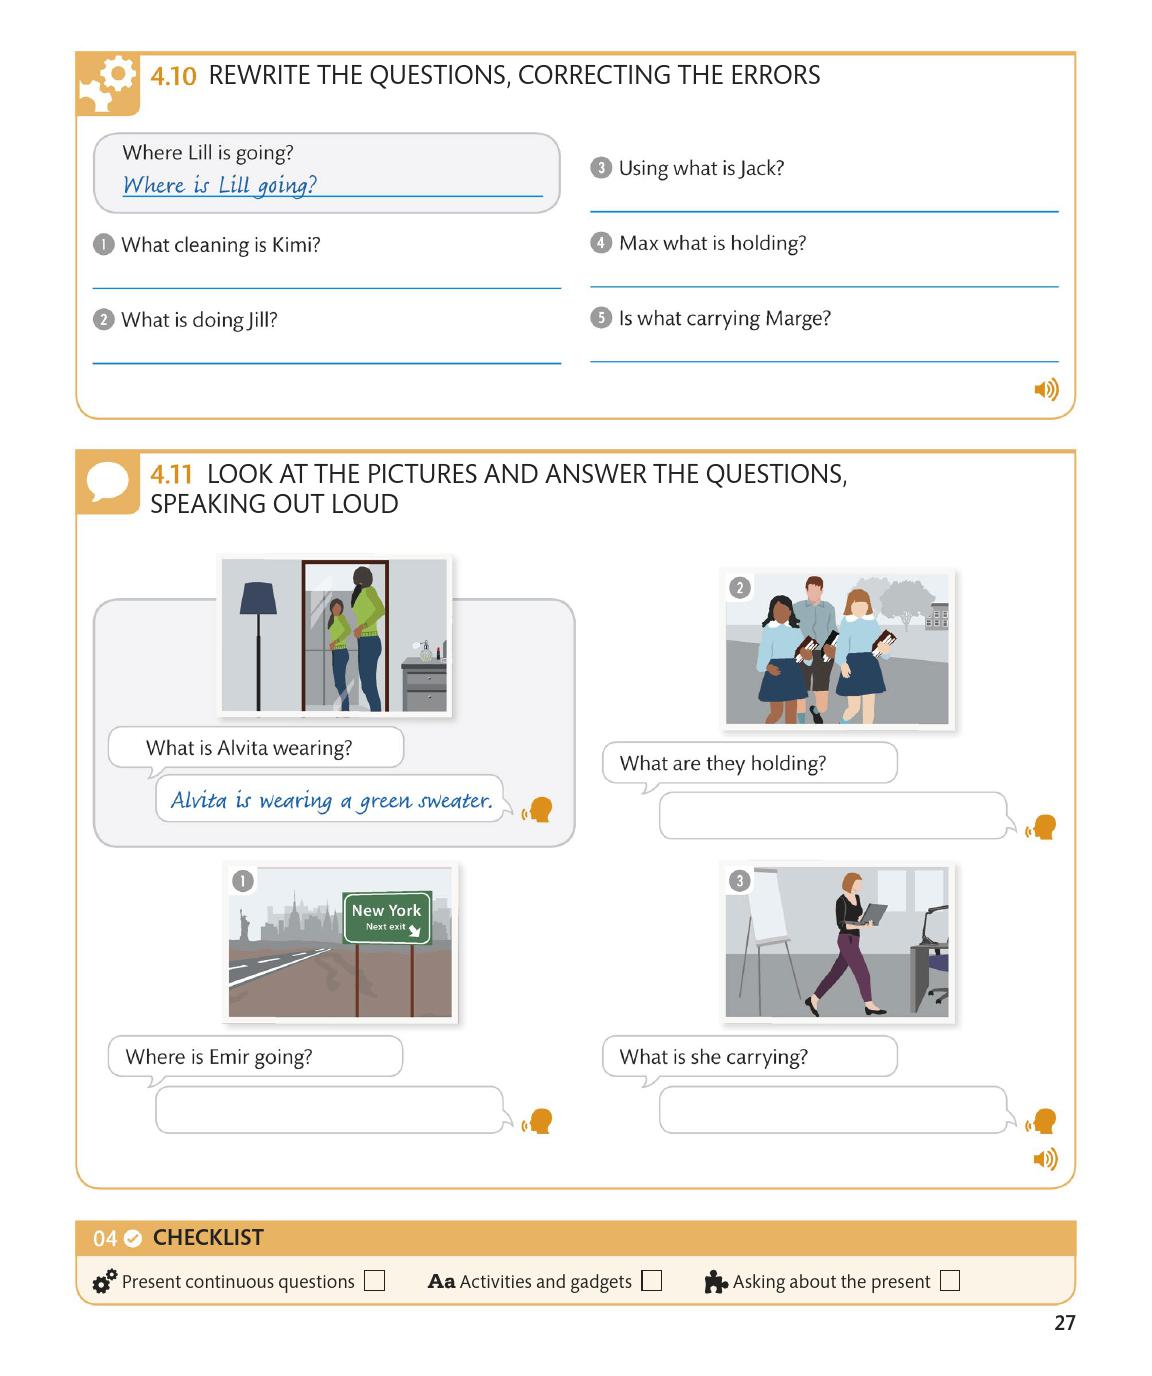 4.10 REWRITE THE QUESTIONS, CORRECTING THE ERRORS
Where Lill is going?
Where is Lill going?
1 What cleaning is Kimi?
2 What is doing Jill?
3 Using what is Jack?
4 Max what is holding?
5 Is what carrying Marge?
4.11 LOOK AT THE PICTURES AND ANSWER THE QUESTIONS,
SPEAKING OUT LOUD
What is Alvita wearing?
Alvita is wearing a green sweater.
2
What are they holding?
1
New York
Next exit
Where is Emir going?
3
What is she carrying?
04 CHECKLIST
Present continuous questions
Aa Activities and gadgets
Asking about the present
27